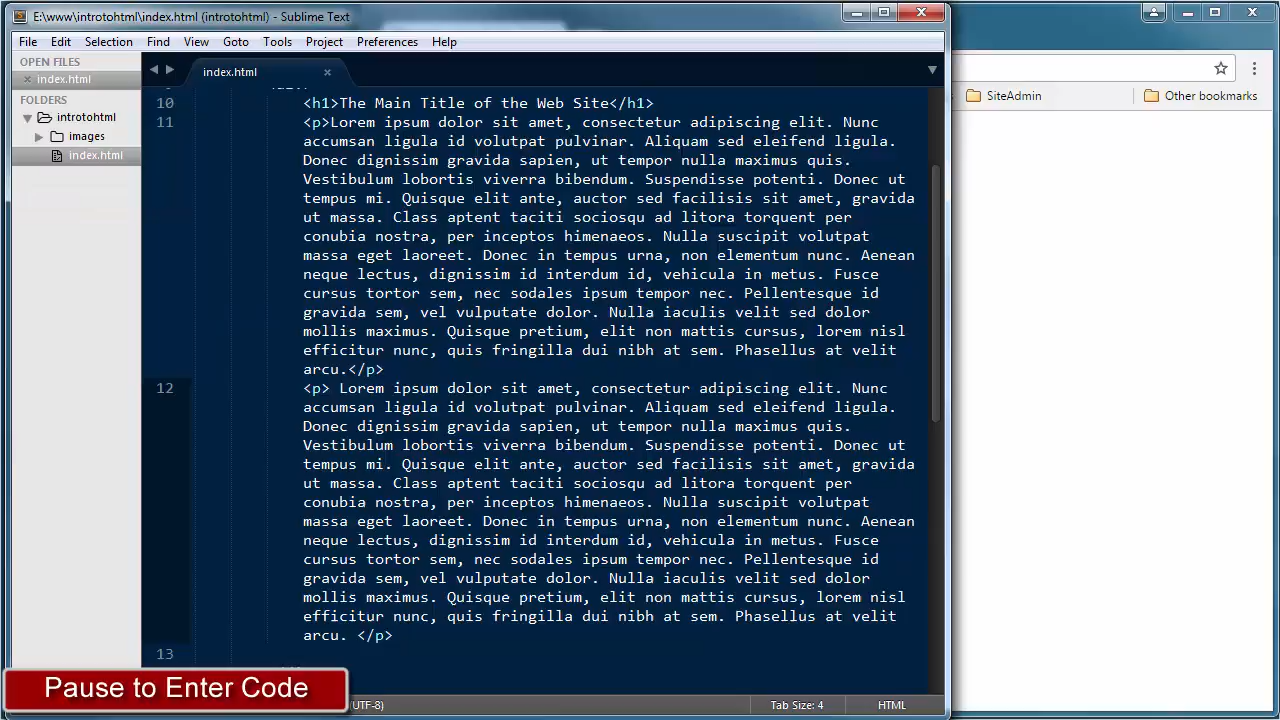 E:\www\introtohtml\index.html (introtohtml) - Sublime Text
File Edit Selection Find View Goto Tools Project Preferences Help
OPEN FILES
index.html
FOLDERS
introtohtml
images
index.html
index.html
SiteAdmin
Other bookmarks
10 <h1>The Main Title of the Web Site</h1>
11 <p>Lorem ipsum dolor sit amet, consectetur adipiscing elit. Nunc
accumsan ligula id volutpat pulvinar. Aliquam sed eleifend ligula.
Donec dignissim gravida sapien, ut tempor nulla maximus quis.
Vestibulum lobortis viverra bibendum. Suspendisse potenti. Donec ut
tempus mi. Quisque elit ante, auctor sed facilisis sit amet, gravida
ut massa. Class aptent taciti sociosqu ad litora torquent per
conubia nostra, per inceptos himenaeos. Nulla suscipit volutpat
massa eget laoreet. Donec in tempus urna, non elementum nunc. Aenean
neque lectus, dignissim id interdum id, vehicula in metus. Fusce
cursus tortor sem, nec sodales ipsum tempor nec. Pellentesque id
gravida sem, vel vulputate dolor. Nulla iaculis velit sed dolor
mollis maximus. Quisque pretium, elit non mattis cursus, lorem nisl
efficitur nunc, quis fringilla dui nibh at sem. Phasellus at velit
arcu.</p>
12 <p> Lorem ipsum dolor sit amet, consectetur adipiscing elit. Nunc
accumsan ligula id volutpat pulvinar. Aliquam sed eleifend ligula.
Donec dignissim gravida sapien, ut tempor nulla maximus quis.
Vestibulum lobortis viverra bibendum. Suspendisse potenti. Donec ut
tempus mi. Quisque elit ante, auctor sed facilisis sit amet, gravida
ut massa. Class aptent taciti sociosqu ad litora torquent per
conubia nostra, per inceptos himenaeos. Nulla suscipit volutpat
massa eget laoreet. Donec in tempus urna, non elementum nunc. Aenean
neque lectus, dignissim id interdum id, vehicula in metus. Fusce
cursus tortor sem, nec sodales ipsum tempor nec. Pellentesque id
gravida sem, vel vulputate dolor. Nulla iaculis velit sed dolor
mollis maximus. Quisque pretium, elit non mattis cursus, lorem nisl
efficitur nunc, quis fringilla dui nibh at sem. Phasellus at velit
arcu. </p>
13
Pause to Enter Code
(UTF-8)
Tab Size: 4
HTML